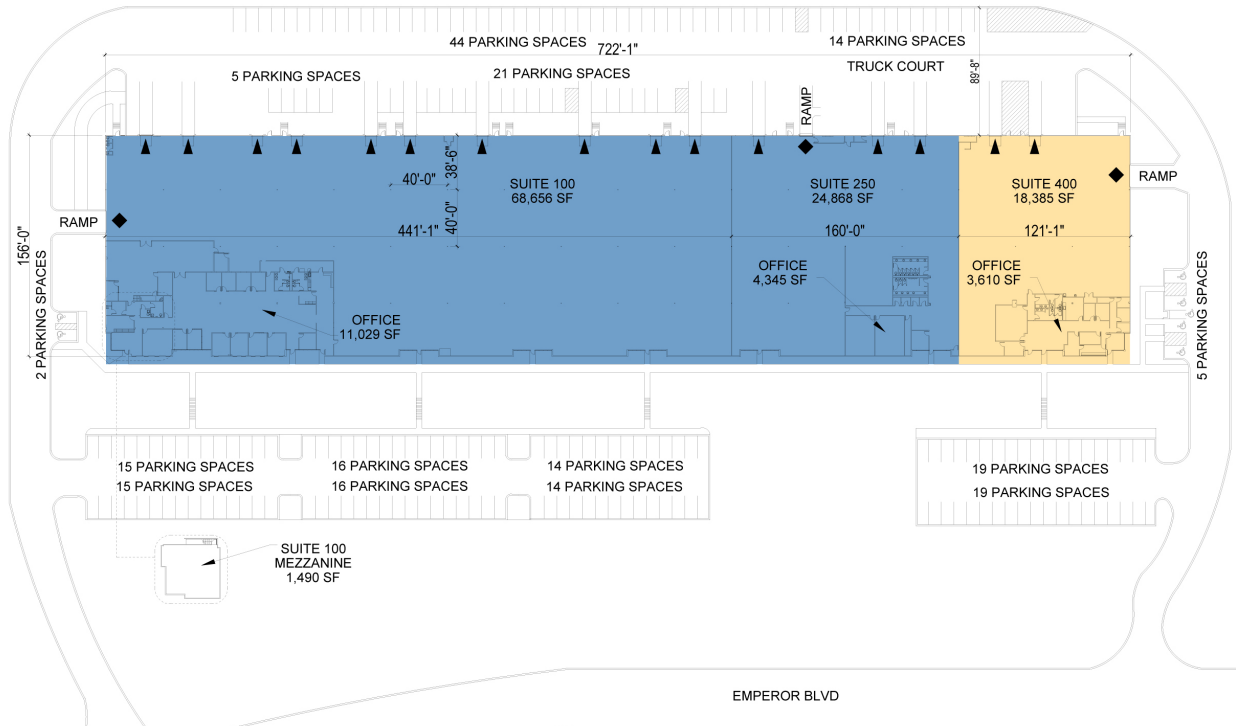 44 PARKING SPACES
14 PARKING SPACES
722'-1"
5 PARKING SPACES
21 PARKING SPACES
TRUCK COURT
89'-8"
RAMP
38'-6"
40'-0"
SUITE 100
68,656 SF
SUITE 250
24,868 SF
SUITE 400
18,385 SF
RAMP
RAMP
156'-0"
40'-0"
441'-1"
160'-0"
121'-1"
OFFICE
4,345 SF
OFFICE
3,610 SF
OFFICE
11,029 SF
2 PARKING SPACES
5 PARKING SPACES
15 PARKING SPACES
15 PARKING SPACES
16 PARKING SPACES
16 PARKING SPACES
14 PARKING SPACES
14 PARKING SPACES
19 PARKING SPACES
19 PARKING SPACES
SUITE 100
MEZZANINE
1,490 SF
EMPEROR BLVD